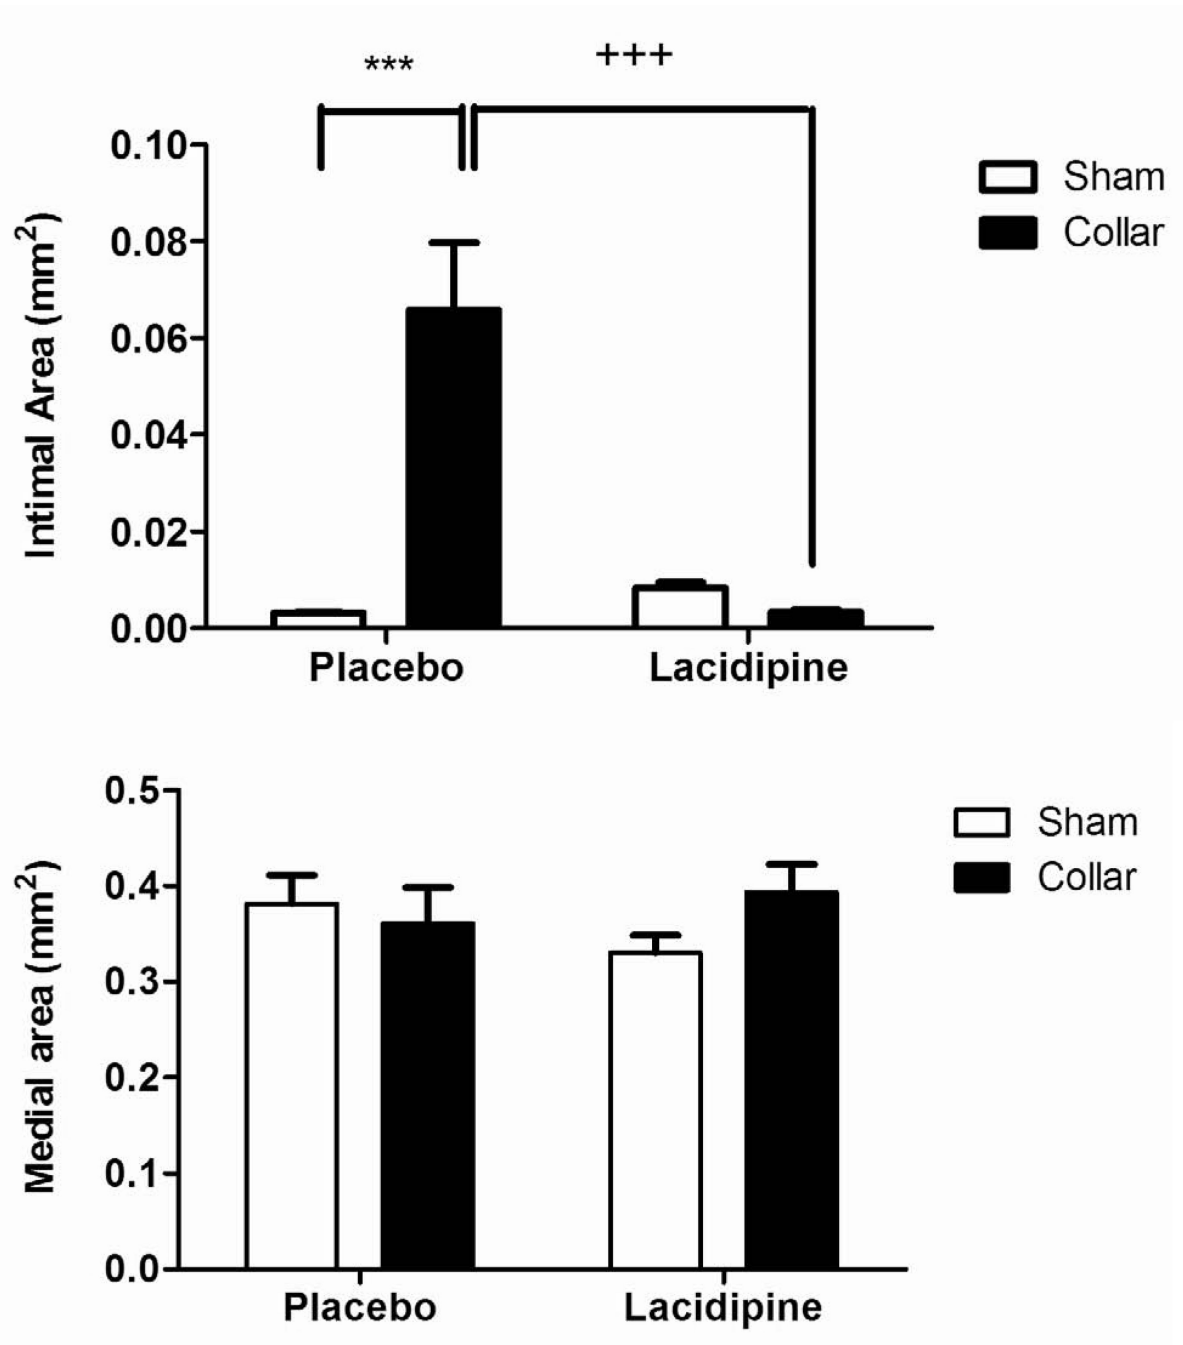 ***
+++
0.10
0.08
0.06
0.04
0.02
0.00
Intimal Area (mm²)
Sham
Collar
Placebo
Lacidipine
0.5
0.4
0.3
0.2
0.1
0.0
Medial area (mm²)
Sham
Collar
Placebo
Lacidipine